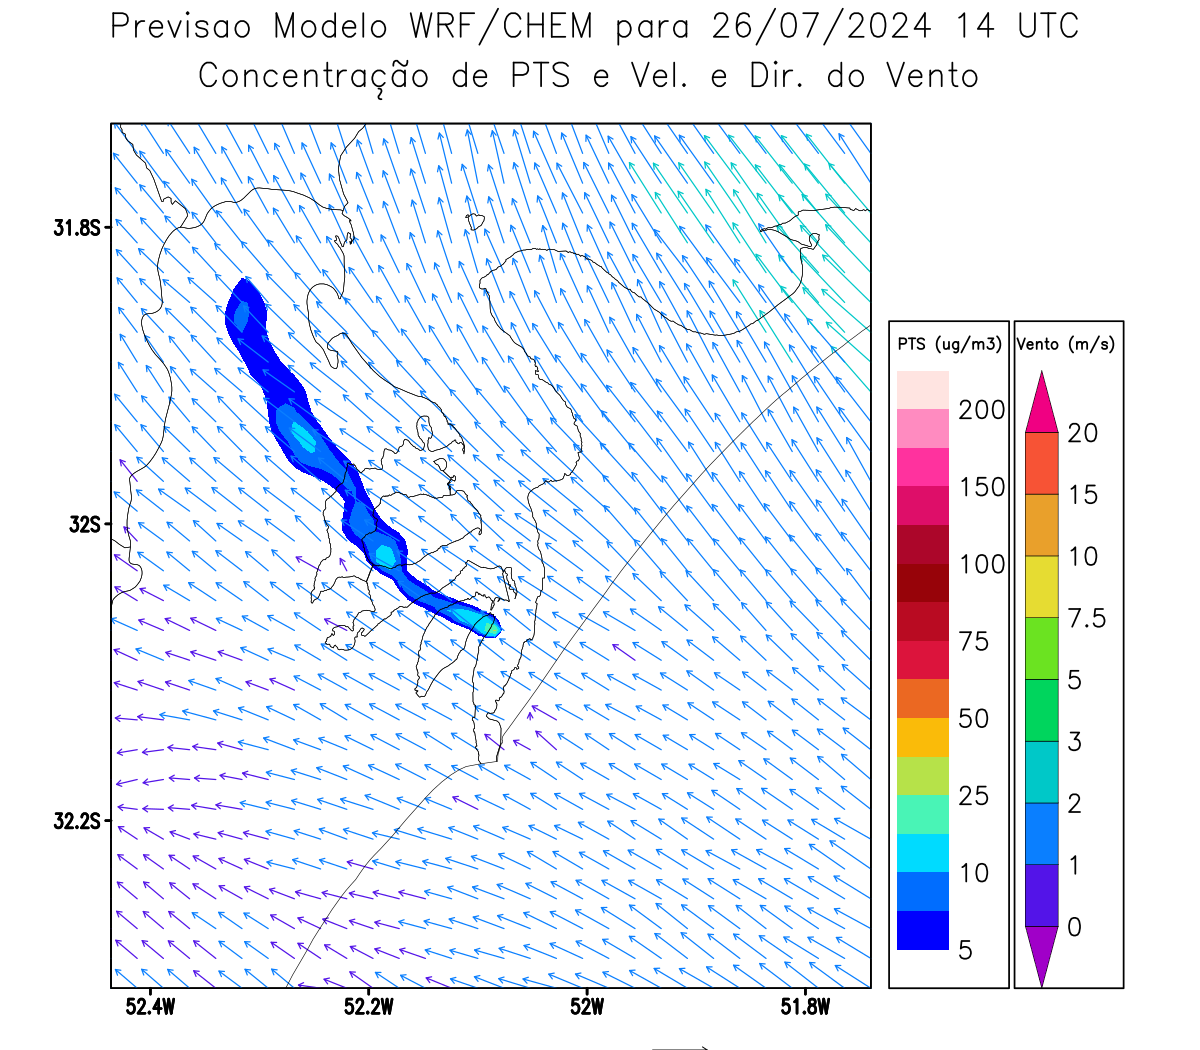 Previsao Modelo WRF/CHEM para 26/07/2024 14 UTC
Concentração de PTS e Vel. e Dir. do Vento
31.8S
32S
32.2S
52.4W
52.2W
52W
51.8W
PTS (ug/m3)
200
150
100
75
50
25
10
5
Vento (m/s)
20
15
10
7.5
5
3
2
1
0